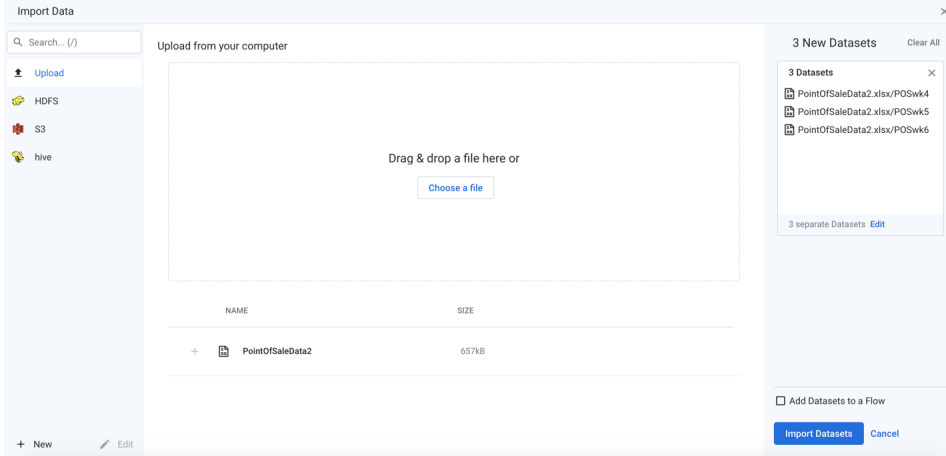 Import Data
Search... (/)
Upload
HDFS
S3
hive
+ New
Edit
Upload from your computer
Drag & drop a file here or
Choose a file
NAME SIZE
PointOfSaleData2 657kB
3 New Datasets Clear All
3 Datasets
PointOfSaleData2.xlsx/POSwk4
PointOfSaleData2.xlsx/POSwk5
PointOfSaleData2.xlsx/POSwk6
3 separate Datasets Edit
Add Datasets to a Flow
Import Datasets Cancel